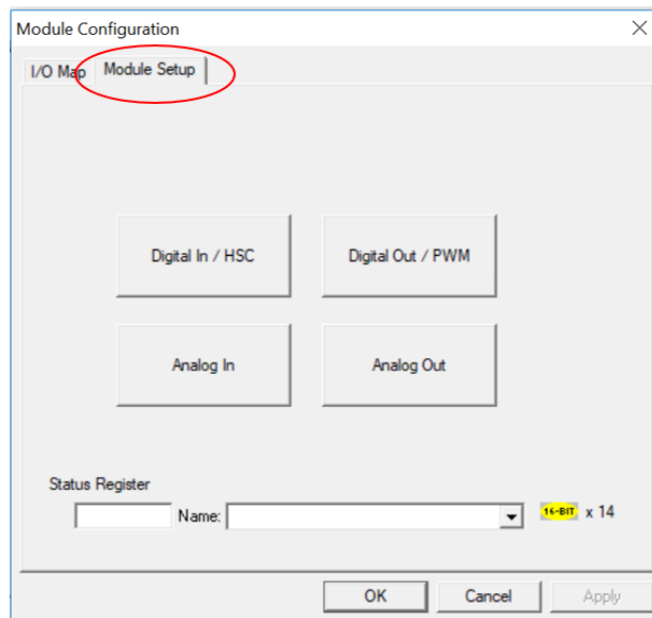 Module Configuration
I/O Map Module Setup
Digital In / HSC Digital Out / PWM
Analog In Analog Out
Status Register
Name: 16-BIT x 14
OK Cancel Apply